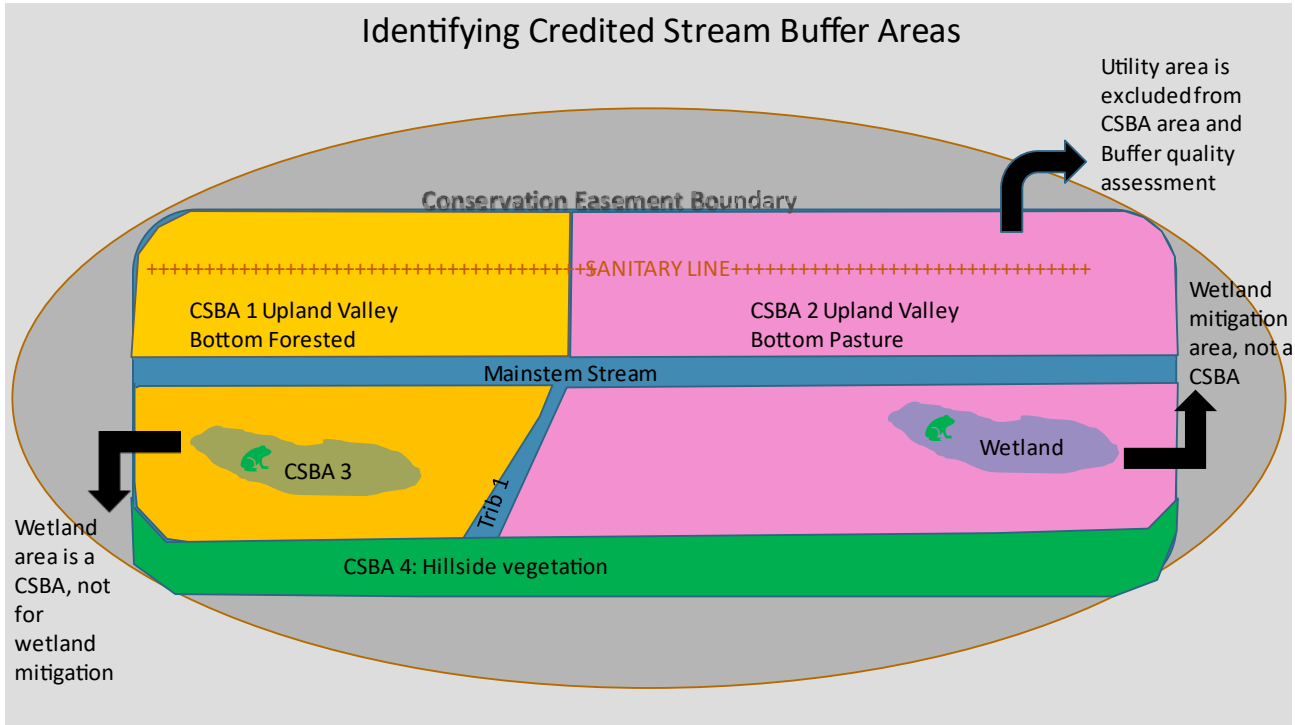 Identifying Credited Stream Buffer Areas
Utility area is
excluded from
CSBA area and
Buffer quality
assessment
Conservation Easement Boundary
+++++++++++++++++++++++++++++++++++++++SANITARY LINE++++++++++++++++++++++++++++++++++++++
CSBA 1 Upland Valley
Bottom Forested
CSBA 2 Upland Valley
Bottom Pasture
Wetland
mitigation
area, not a
CSBA
Mainstem Stream
CSBA 3
Wetland
Trib 1
Wetland
area is a
CSBA, not
for
wetland
mitigation
CSBA 4: Hillside vegetation